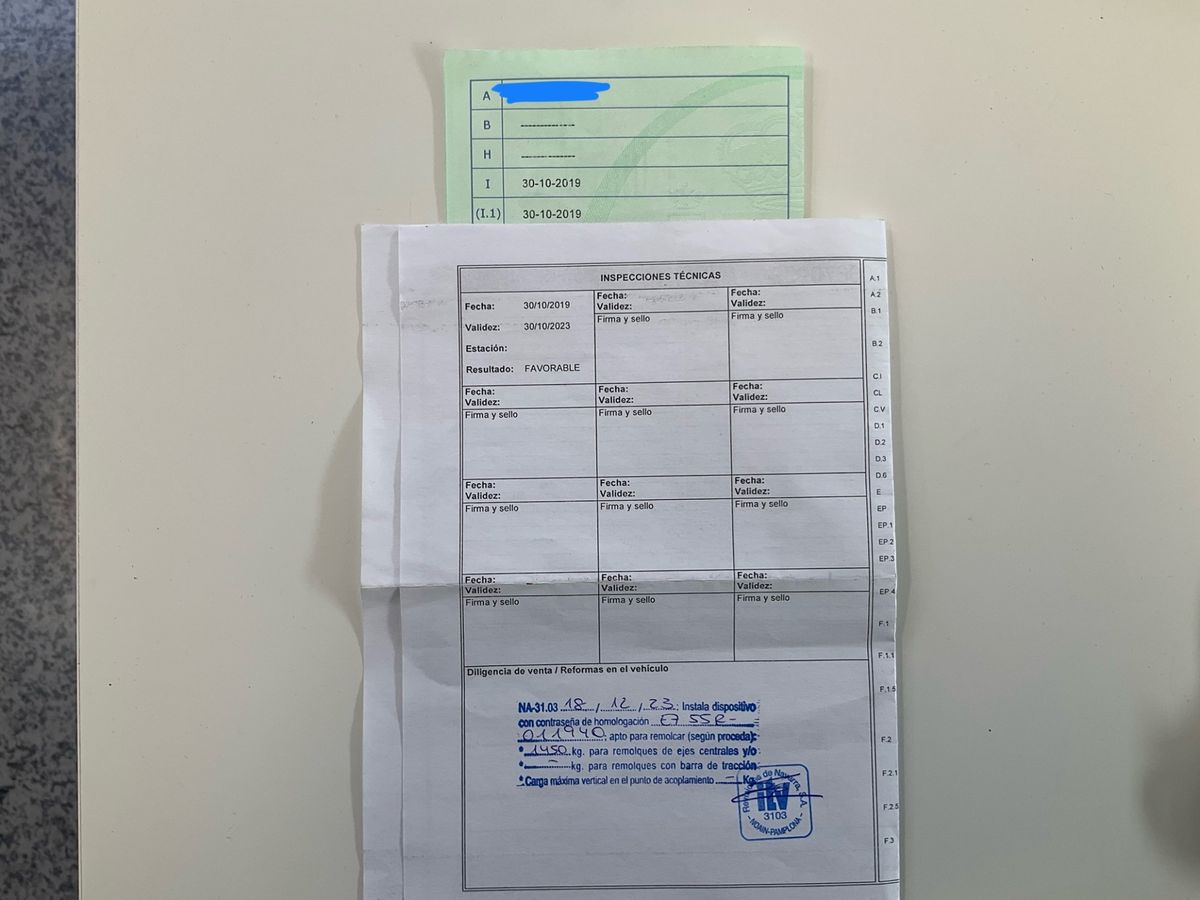 A
B ------------
H ------------
I 30-10-2019
(I.1) 30-10-2019
INSPECCIONES TÉCNICAS
Fecha: 30/10/2019
Validez: 30/10/2023
Estación:
Resultado: FAVORABLE
Fecha:
Validez:
Firma y sello
Fecha:
Validez:
Firma y sello
Fecha:
Validez:
Firma y sello
Fecha:
Validez:
Firma y sello
Fecha:
Validez:
Firma y sello
Fecha:
Validez:
Firma y sello
Fecha:
Validez:
Firma y sello
Fecha:
Validez:
Firma y sello
Fecha:
Validez:
Firma y sello
Fecha:
Validez:
Firma y sello
Fecha:
Validez:
Firma y sello
Diligencia de venta / Reformas en el vehículo
NA-31.03 18, 12, 23: Instala dispositivo
con contraseña de homologación E7 55R-
011940, apto para remolcar (según proceda):
* 1450 kg. para remolques de ejes centrales y/o
* - kg. para remolques con barra de tracción
* Carga máxima vertical en el punto de acoplamiento - Kg.
de Navarra, S.A.
ITV
3103
- NOAIN-PAMPLONA -
A.1
A.2
B.1
B.2
C.I
CL
C.V
D.1
D.2
D.3
D.6
E
EP
EP.1
EP.2
EP.3
EP.4
F.1
F.1.1
F.1.5
F.2
F.2.1
F.2.5
F.3